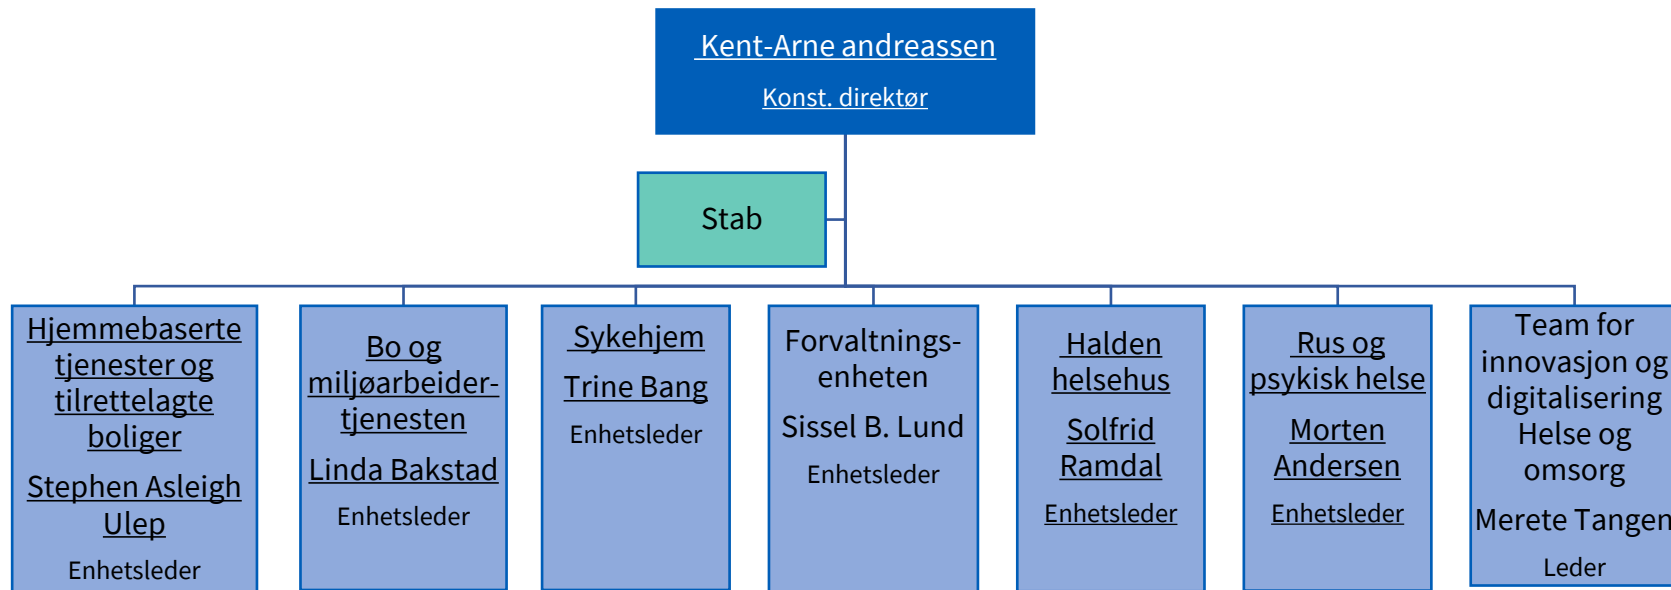 Kent-Arne andreassen
Konst. direktør
Stab
Hjemmebaserte
tjenester og
tilrettelagte
boliger
Stephen Asleigh
Ulep
Enhetsleder
Bo og
miljøarbeider-
tjenesten
Linda Bakstad
Enhetsleder
Sykehjem
Trine Bang
Enhetsleder
Forvaltnings-
enheten
Sissel B. Lund
Enhetsleder
Halden
helsehus
Solfrid
Ramdal
Enhetsleder
Rus og
psykisk helse
Morten
Andersen
Enhetsleder
Team for
innovasjon og
digitalisering
Helse og
omsorg
Merete Tangen
Leder